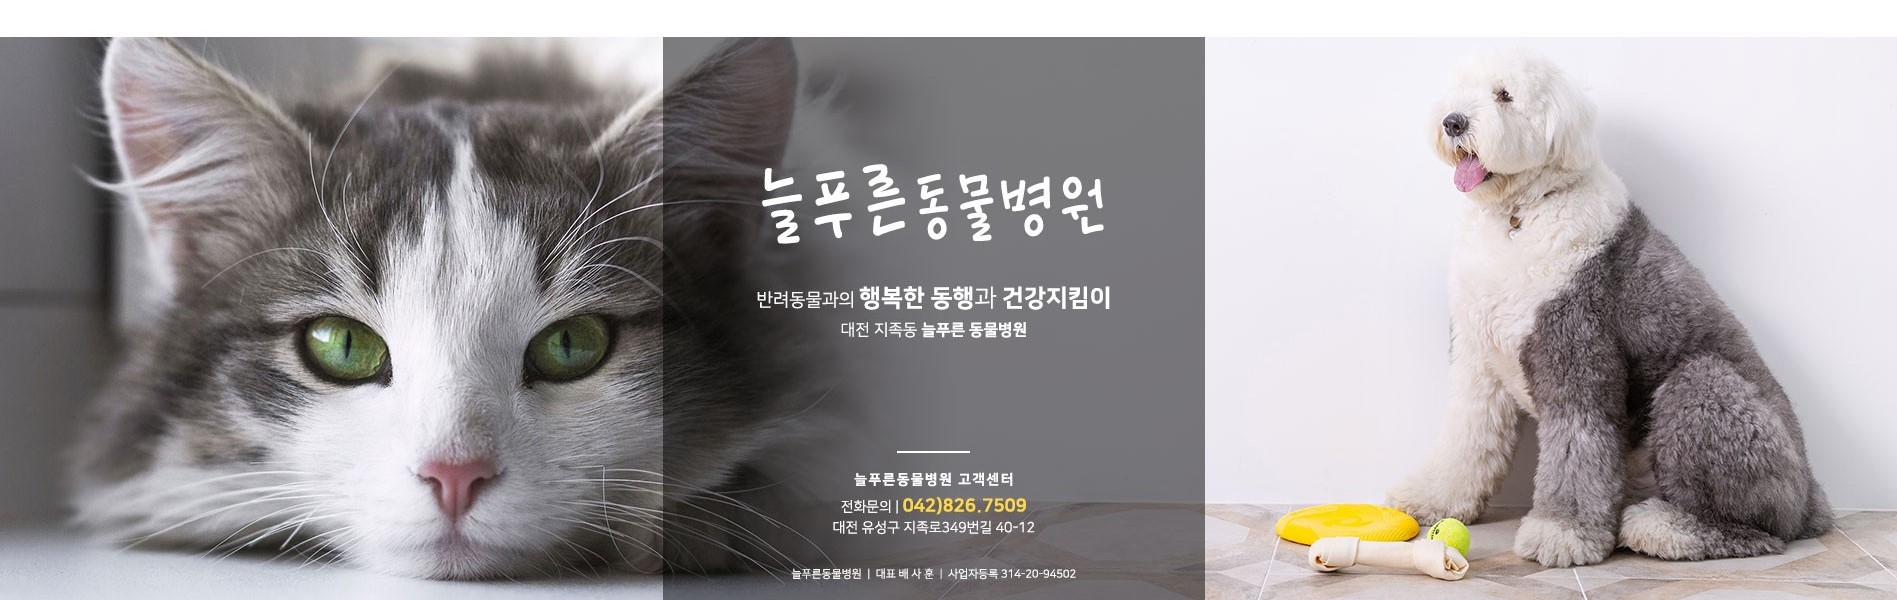 늘푸른동물병원
반려동물과의 행복한 동행과 건강지킴이
대전 지족동 늘푸른 동물병원
늘푸른동물병원 고객센터
전화문의 | 042)826.7509
대전 유성구 지족로349번길 40-12
늘푸른동물병원 | 대표 배 사 훈 | 사업자등록 314-20-94502